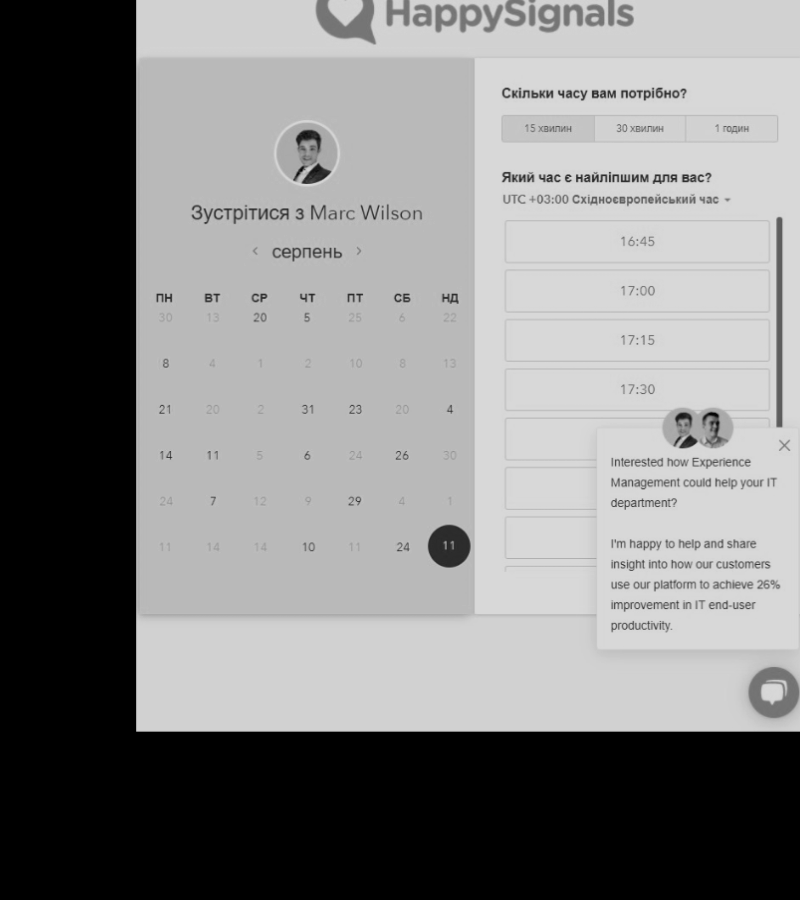 HappySignals
Зустрітися з Marc Wilson
‹ серпень ›
ПН ВТ СР ЧТ ПТ СБ НД
30 13 20 5 25 6 22
8 4 1 2 10 8 13
21 20 2 31 23 20 4
14 11 5 6 24 26 30
24 7 12 9 29 4 1
11 14 14 10 11 24 11
Скільки часу вам потрібно?
15 хвилин 30 хвилин 1 годин
Який час є найліпшим для вас?
UTC +03:00 Східноєвропейський час
16:45
17:00
17:15
17:30
Interested how Experience
Management could help your IT
department?
I'm happy to help and share
insight into how our customers
use our platform to achieve 26%
improvement in IT end-user
productivity.